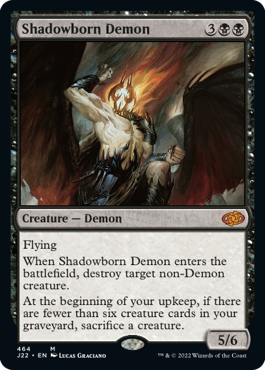 Shadowborn Demon 3
Creature — Demon
Flying
When Shadowborn Demon enters the
battlefield, destroy target non-Demon
creature.
At the beginning of your upkeep, if there
are fewer than six creature cards in your
graveyard, sacrifice a creature.
5/6
464 M
J22 • EN Lucas Graciano
™ & © 2022 Wizards of the Coast